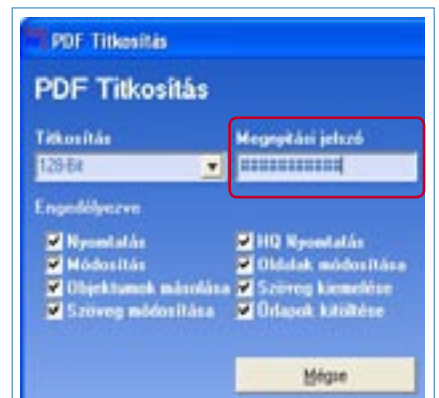 PDF Titkosítás
PDF Titkosítás
Titkosítás Megnyitási jelszó
128-Bit
Engedélyezve
Nyomtatás HQ Nyomtatás
Módosítás Oldalak módosítása
Objektumok másolása Szöveg kiemelése
Szöveg módosítása Űrlapok kitöltése
Mégse